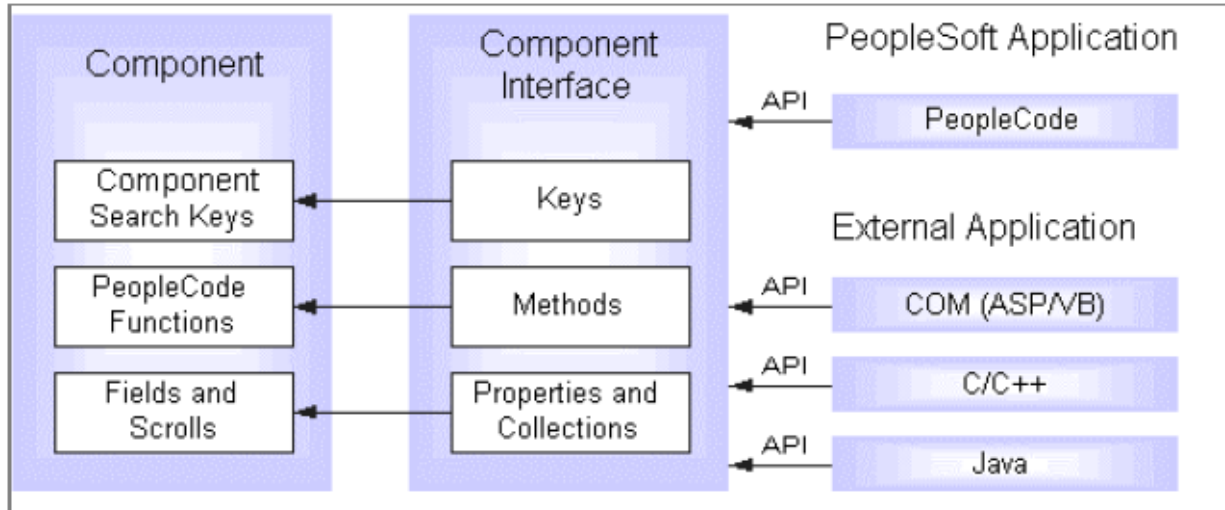 Component
Component
Search Keys
PeopleCode
Functions
Fields and
Scrolls
Component
Interface
Keys
Methods
Properties and
Collections
PeopleSoft Application
API
PeopleCode
External Application
API
COM (ASP/VB)
API
C/C++
API
Java